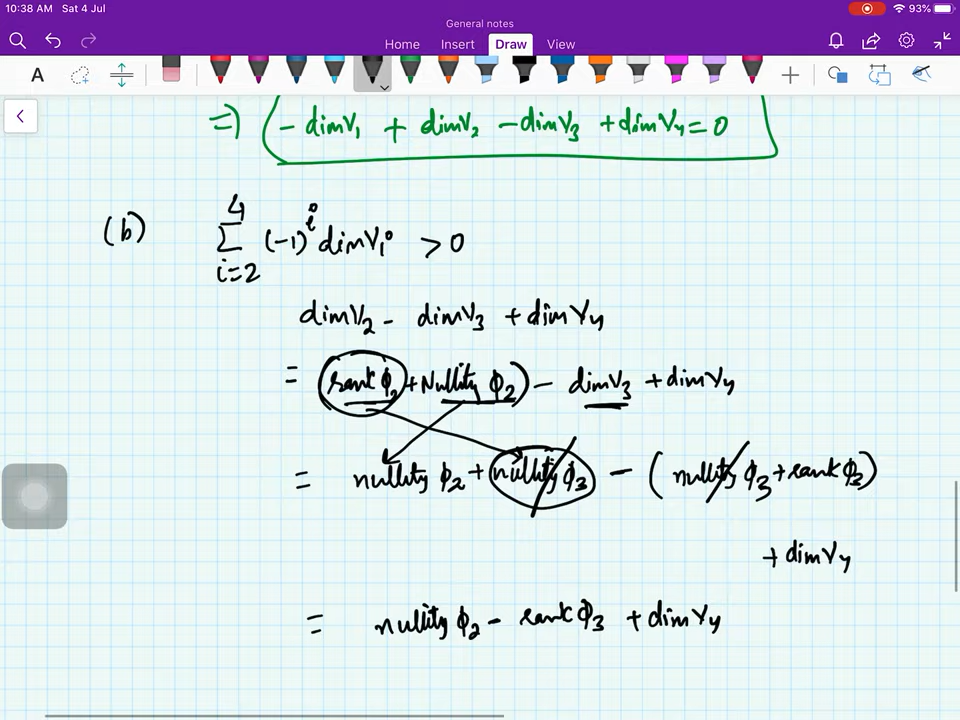 10:38 AM Sat 4 Jul
93%
General notes
Home Insert Draw View
A
=) (- dimV₁ + dimV₂ - dimV₃ + dimV₄ = 0
(b) 4 Σ i=2 (-1)ⁱ dimVᵢ > 0
dimV₂ - dimV₃ + dimV₄
= (rank ϕ₂ + Nullity ϕ₂) - dimV₃ + dimV₄
= nullity ϕ₂ + nullity ϕ₃ - (nullity ϕ₃ + rank ϕ₃)
+ dimV₄
= nullity ϕ₂ - rank ϕ₃ + dimV₄